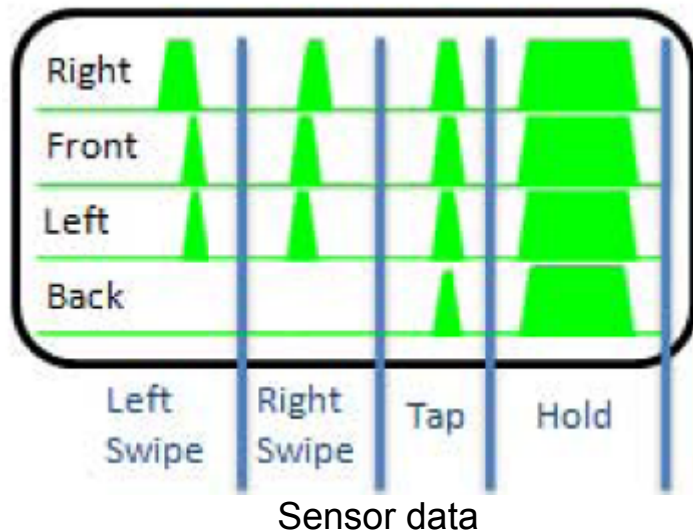 Right
Front
Left
Back
Left Swipe
Right Swipe
Tap
Hold
Sensor data